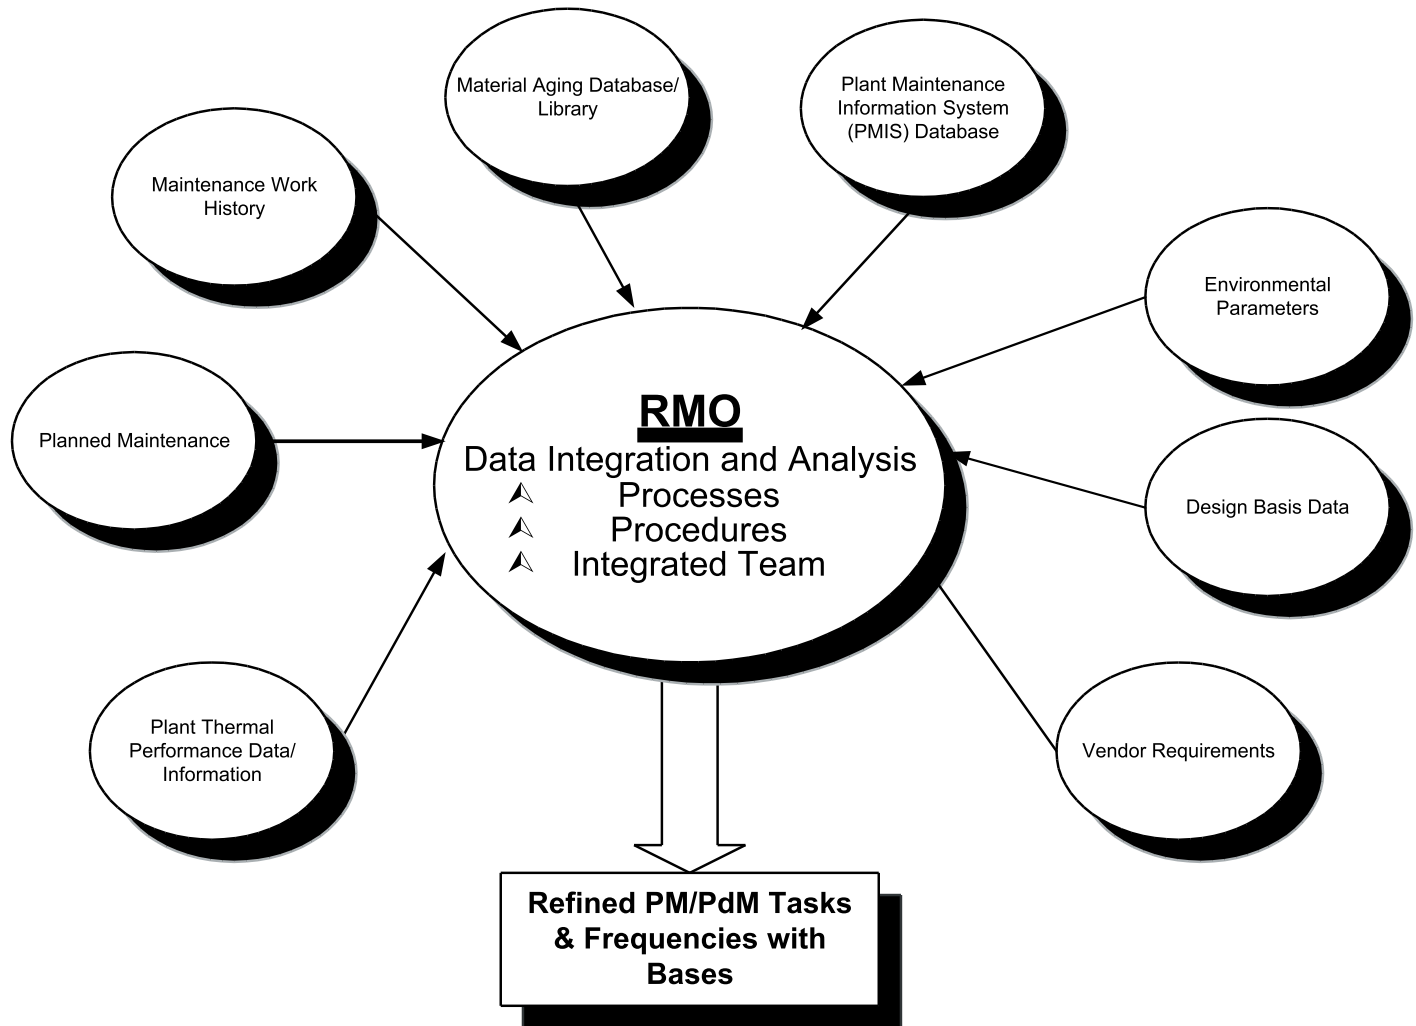 Material Aging Database/
Library
Plant Maintenance
Information System
(PMIS) Database
Maintenance Work
History
Environmental
Parameters
Planned Maintenance
RMO
Data Integration and Analysis
Processes
Procedures
Integrated Team
Design Basis Data
Plant Thermal
Performance Data/
Information
Vendor Requirements
Refined PM/PdM Tasks
& Frequencies with
Bases